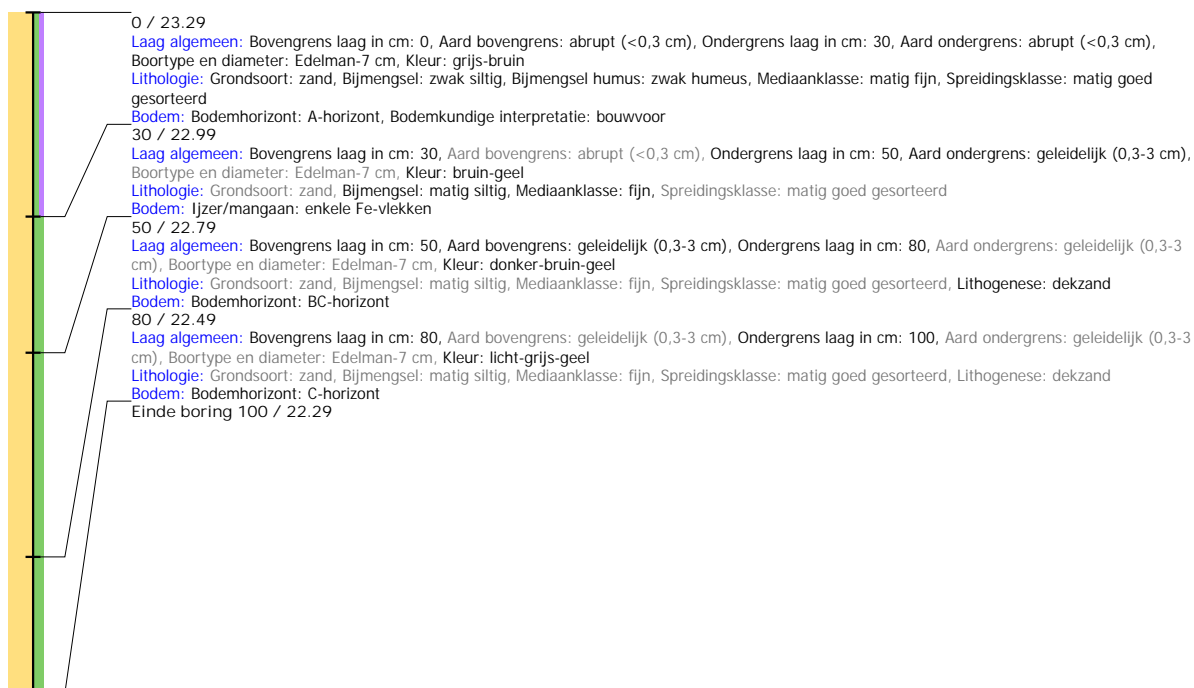 0 / 23.29
Laag algemeen: Bovengrens laag in cm: 0, Aard bovengrens: abrupt (<0,3 cm), Ondergrens laag in cm: 30, Aard ondergrens: abrupt (<0,3 cm),
Boortype en diameter: Edelman-7 cm, Kleur: grijs-bruin
Lithologie: Grondsoort: zand, Bijmengsel: zwak siltig, Bijmengsel humus: zwak humeus, Mediaanklasse: matig fijn, Spreidingsklasse: matig goed
gesorteerd
Bodem: Bodemhorizont: A-horizont, Bodemkundige interpretatie: bouwvoor
30 / 22.99
Laag algemeen: Bovengrens laag in cm: 30, Aard bovengrens: abrupt (<0,3 cm), Ondergrens laag in cm: 50, Aard ondergrens: geleidelijk (0,3-3 cm),
Boortype en diameter: Edelman-7 cm, Kleur: bruin-geel
Lithologie: Grondsoort: zand, Bijmengsel: matig siltig, Mediaanklasse: fijn, Spreidingsklasse: matig goed gesorteerd
Bodem: Ijzer/mangaan: enkele Fe-vlekken
50 / 22.79
Laag algemeen: Bovengrens laag in cm: 50, Aard bovengrens: geleidelijk (0,3-3 cm), Ondergrens laag in cm: 80, Aard ondergrens: geleidelijk (0,3-3
cm), Boortype en diameter: Edelman-7 cm, Kleur: donker-bruin-geel
Lithologie: Grondsoort: zand, Bijmengsel: matig siltig, Mediaanklasse: fijn, Spreidingsklasse: matig goed gesorteerd, Lithogenese: dekzand
Bodem: Bodemhorizont: BC-horizont
80 / 22.49
Laag algemeen: Bovengrens laag in cm: 80, Aard bovengrens: geleidelijk (0,3-3 cm), Ondergrens laag in cm: 100, Aard ondergrens: geleidelijk (0,3-3
cm), Boortype en diameter: Edelman-7 cm, Kleur: licht-grijs-geel
Lithologie: Grondsoort: zand, Bijmengsel: matig siltig, Mediaanklasse: fijn, Spreidingsklasse: matig goed gesorteerd, Lithogenese: dekzand
Bodem: Bodemhorizont: C-horizont
Einde boring 100 / 22.29